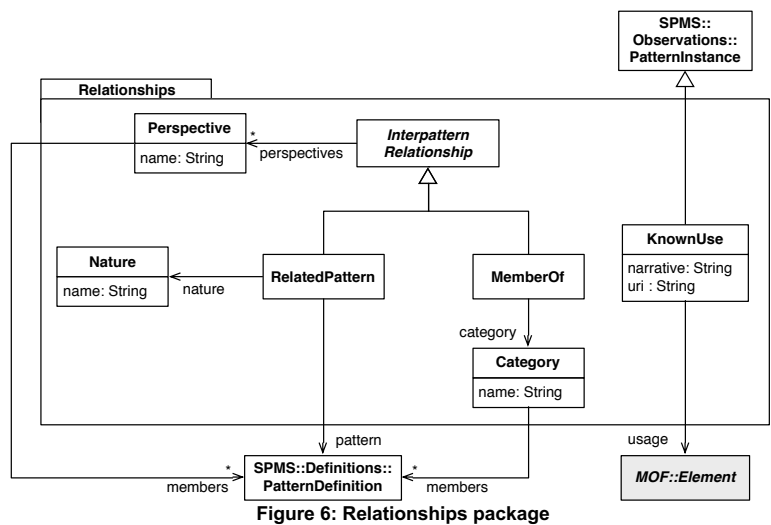 SPMS::
Observations::
PatternInstance
Relationships
Perspective
name: String
*
perspectives
Interpattern
Relationship
Nature
name: String
nature
RelatedPattern
MemberOf
KnownUse
narrative: String
uri : String
category
Category
name: String
pattern
usage
*
members
SPMS::Definitions::
PatternDefinition
*
members
MOF::Element
Figure 6: Relationships package